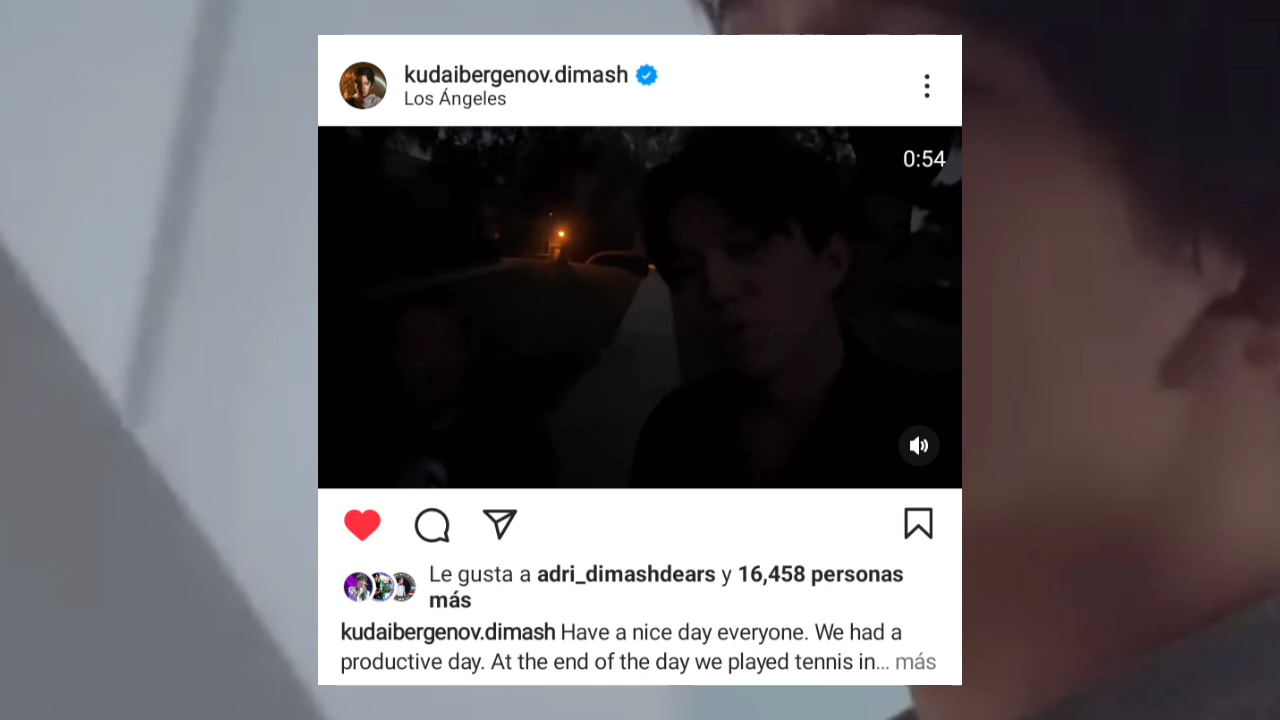 kudaibergenov.dimash
Los Ángeles
0:54
Le gusta a adri_dimashdears y 16,458 personas
más
kudaibergenov.dimash Have a nice day everyone. We had a
productive day. At the end of the day we played tennis in... más